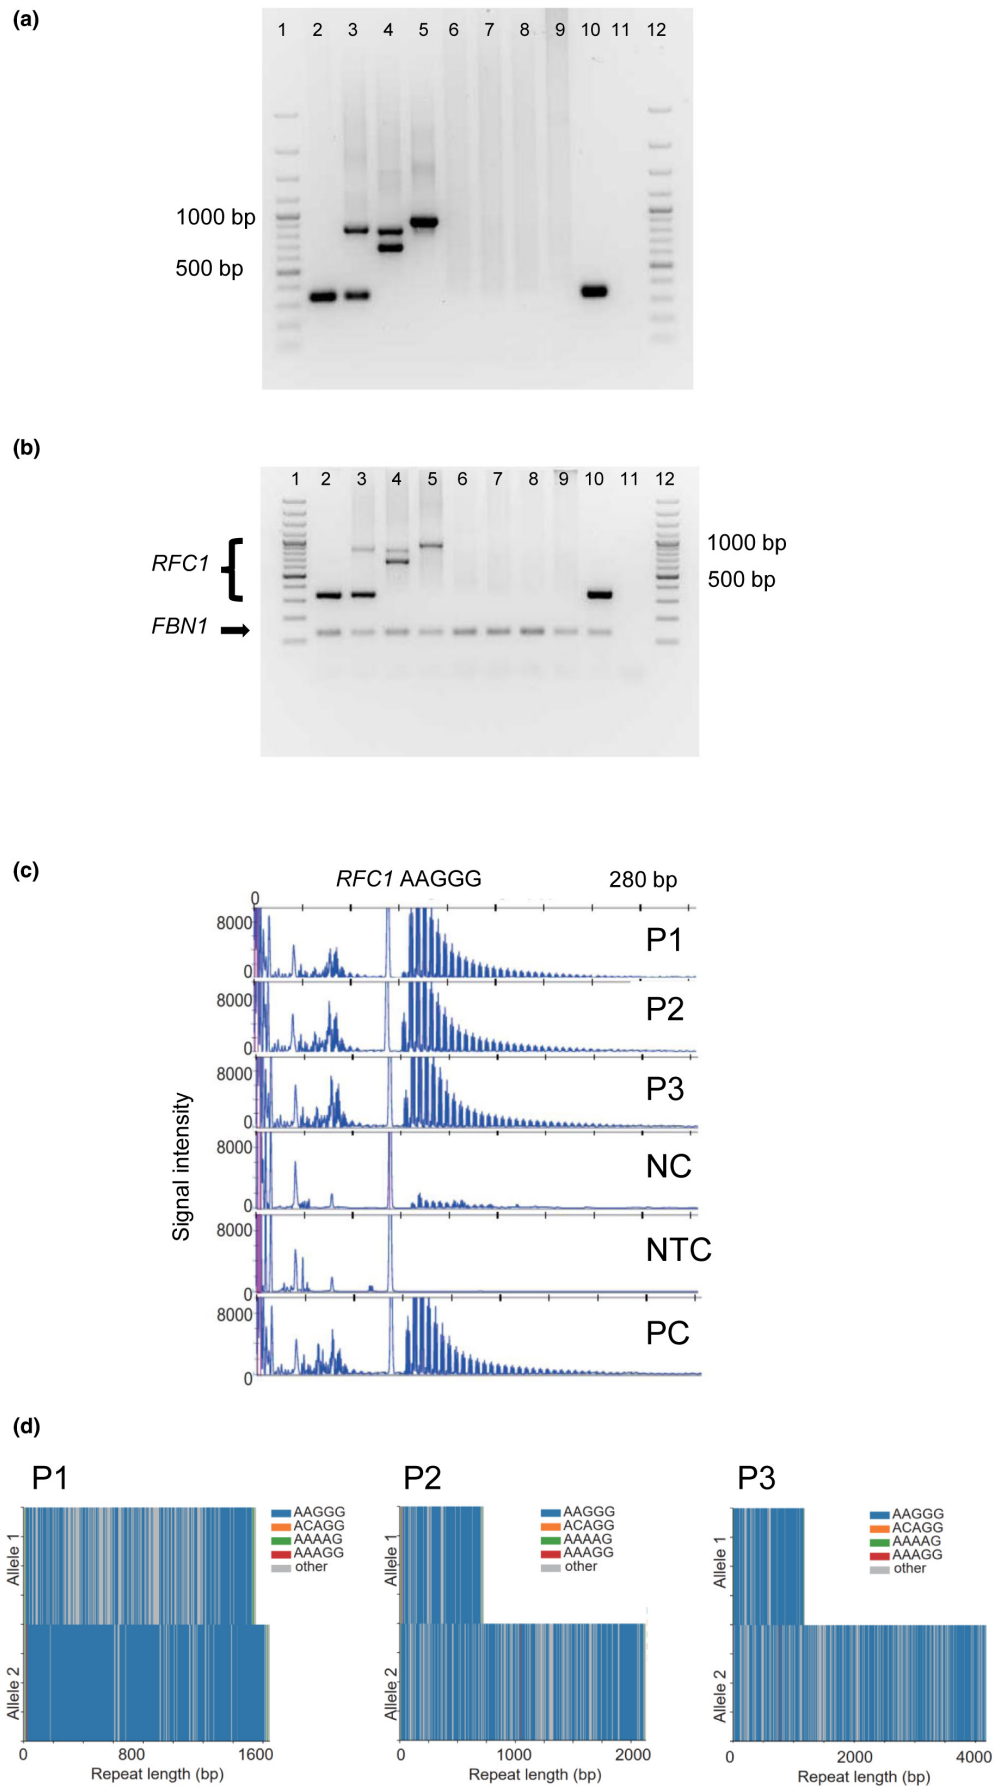 (a)
1 2 3 4 5 6 7 8 9 10 11 12
1000 bp
500 bp
(b)
1 2 3 4 5 6 7 8 9 10 11 12
RFC1
FBN1
1000 bp
500 bp
(c)
RFC1 AAGGG 280 bp
0
8000
0
P1
8000
0
P2
8000
0
P3
8000
0
NC
8000
0
NTC
8000
0
PC
Signal intensity
(d)
P1
Allele 1
Allele 2
AAGGG
ACAGG
AAAAG
AAAGG
other
0 800 1600
Repeat length (bp)
P2
Allele 1
Allele 2
AAGGG
ACAGG
AAAAG
AAAGG
other
0 1000 2000
Repeat length (bp)
P3
Allele 1
Allele 2
AAGGG
ACAGG
AAAAG
AAAGG
other
0 2000 4000
Repeat length (bp)